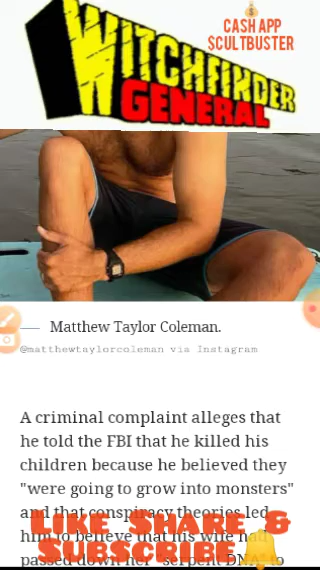 CASH APP
$CULTBUSTER
WITCHFINDER
GENERAL
Matthew Taylor Coleman.
@matthewtaylorcoleman via Instagram
A criminal complaint alleges that
he told the FBI that he killed his
children because he believed they
"were going to grow into monsters"
and that conspiracy theories led
him to believe that his wife had
passed down her "serpent DNA" to
LIKE SHARE &
SUBSCRIBE